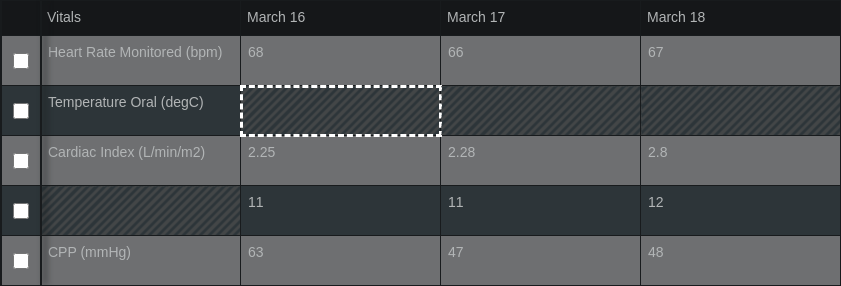 Vitals March 16 March 17 March 18
Heart Rate Monitored (bpm) 68 66 67
Temperature Oral (degC)
Cardiac Index (L/min/m2) 2.25 2.28 2.8
11 11 12
CPP (mmHg) 63 47 48